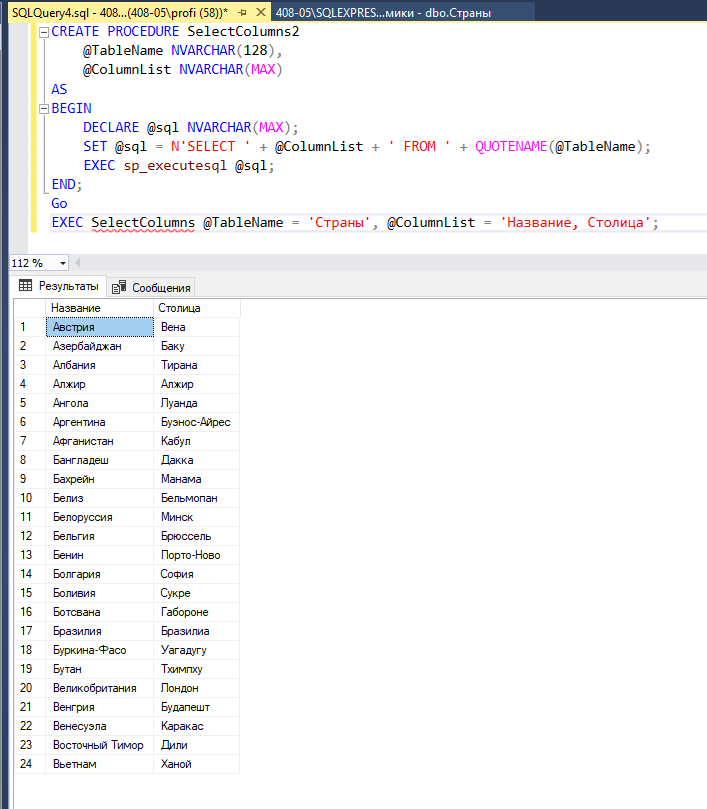 SQLQuery4.sql - 408...(408-05\profi (58))* 408-05\SQLEXPRES...мики - dbo.Страны
CREATE PROCEDURE SelectColumns2
@TableName NVARCHAR(128),
@ColumnList NVARCHAR(MAX)
AS
BEGIN
DECLARE @sql NVARCHAR(MAX);
SET @sql = N'SELECT ' + @ColumnList + ' FROM ' + QUOTENAME(@TableName);
EXEC sp_executesql @sql;
END;
Go
EXEC SelectColumns @TableName = 'Страны', @ColumnList = 'Название, Столица';
112 %
Результаты Сообщения
Название Столица
1 Австрия Вена
2 Азербайджан Баку
3 Албания Тирана
4 Алжир Алжир
5 Ангола Луанда
6 Аргентина Буэнос-Айрес
7 Афганистан Кабул
8 Бангладеш Дакка
9 Бахрейн Манама
10 Белиз Бельмопан
11 Белоруссия Минск
12 Бельгия Брюссель
13 Бенин Порто-Ново
14 Болгария София
15 Боливия Сукре
16 Ботсвана Габороне
17 Бразилия Бразилиа
18 Буркина-Фасо Уагадугу
19 Бутан Тхимпху
20 Великобритания Лондон
21 Венгрия Будапешт
22 Венесуэла Каракас
23 Восточный Тимор Дили
24 Вьетнам Ханой